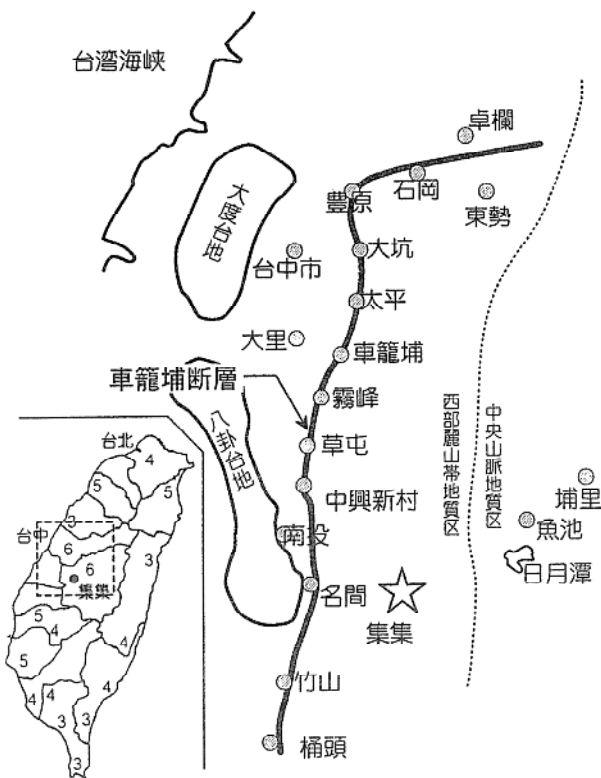 台湾海峡
卓欄
石岡
豊原
東勢
大度台地
台中市
大坑
太平
大里
車籠埔
車籠埔断層
霧峰
八卦台地
草屯
西部麓山帯地質区
中央山脈地質区
中興新村
埔里
魚池
南投
日月潭
名間
集集
竹山
桶頭
台北
4
5
5
3
台中
6
3
6
集集
5
4
5
4
4
4
3
3
3